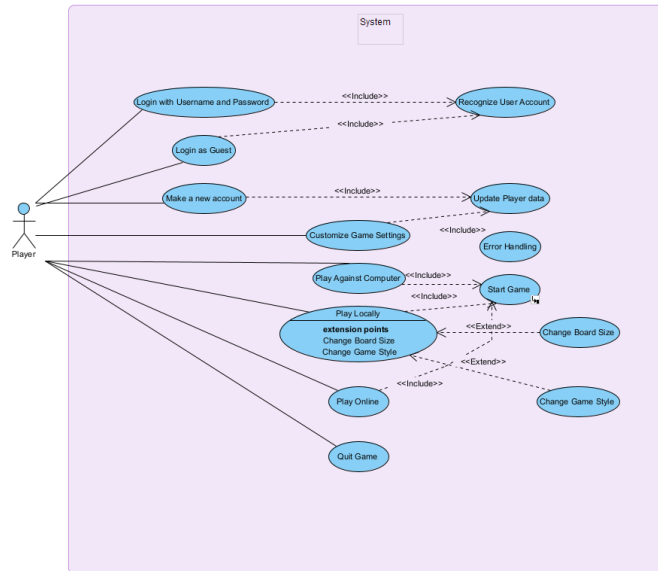 System
Login with Username and Password
<<Include>>
Recognize User Account
<<Include>>
Login as Guest
Make a new account
<<Include>>
Update Player data
Customize Game Settings
<<Include>>
Error Handling
Player
Play Against Computer
<<Include>>
Start Game
<<Include>>
Play Locally
extension points
Change Board Size
Change Game Style
<<Extend>>
Change Board Size
<<Extend>>
<<Include>>
Play Online
Change Game Style
Quit Game